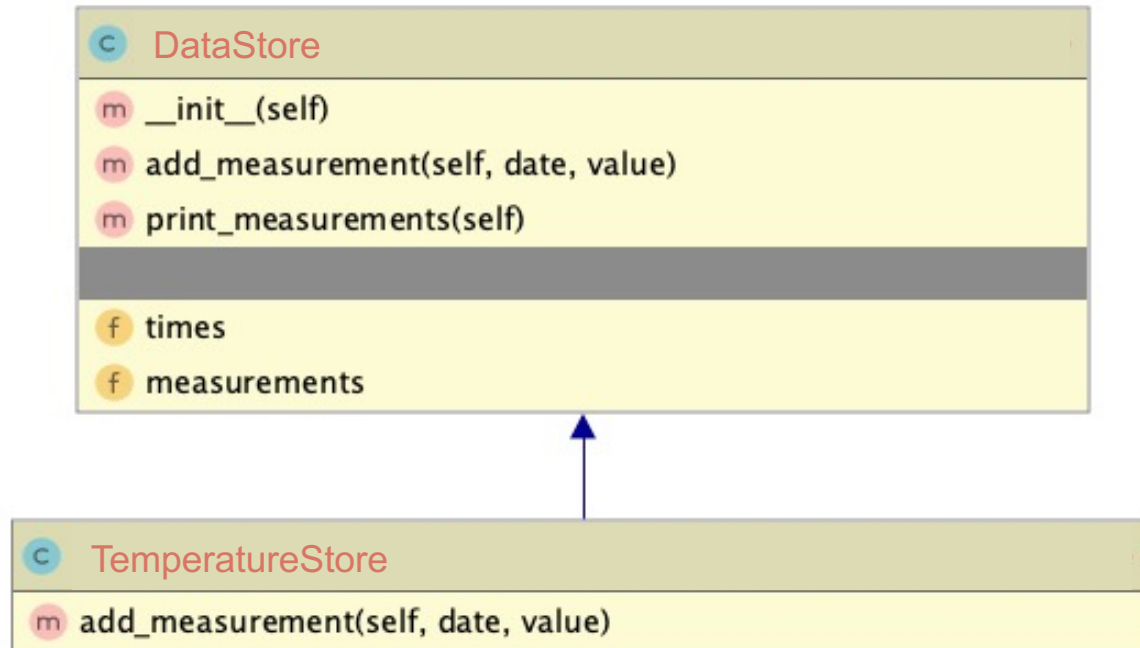 C DataStore
m __init__(self)
m add_measurement(self, date, value)
m print_measurements(self)
f times
f measurements
C TemperatureStore
m add_measurement(self, date, value)